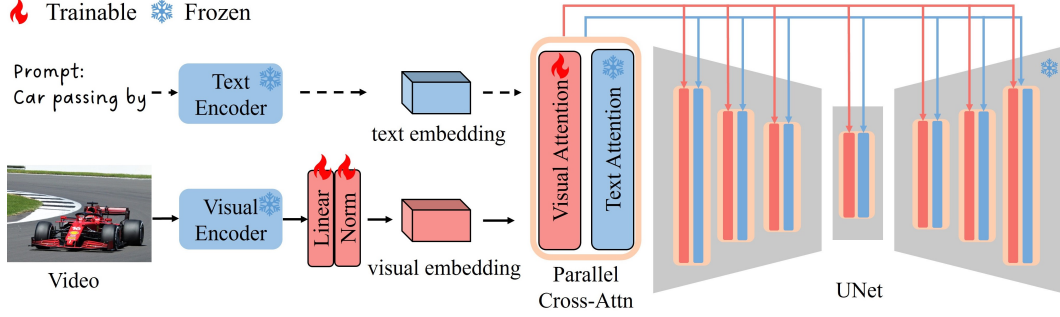 Trainable
Frozen
Prompt:
Car passing by
Text
Encoder
text embedding
Visual
Encoder
Linear
Norm
visual embedding
Video
Visual Attention
Text Attention
Parallel
Cross-Attn
UNet